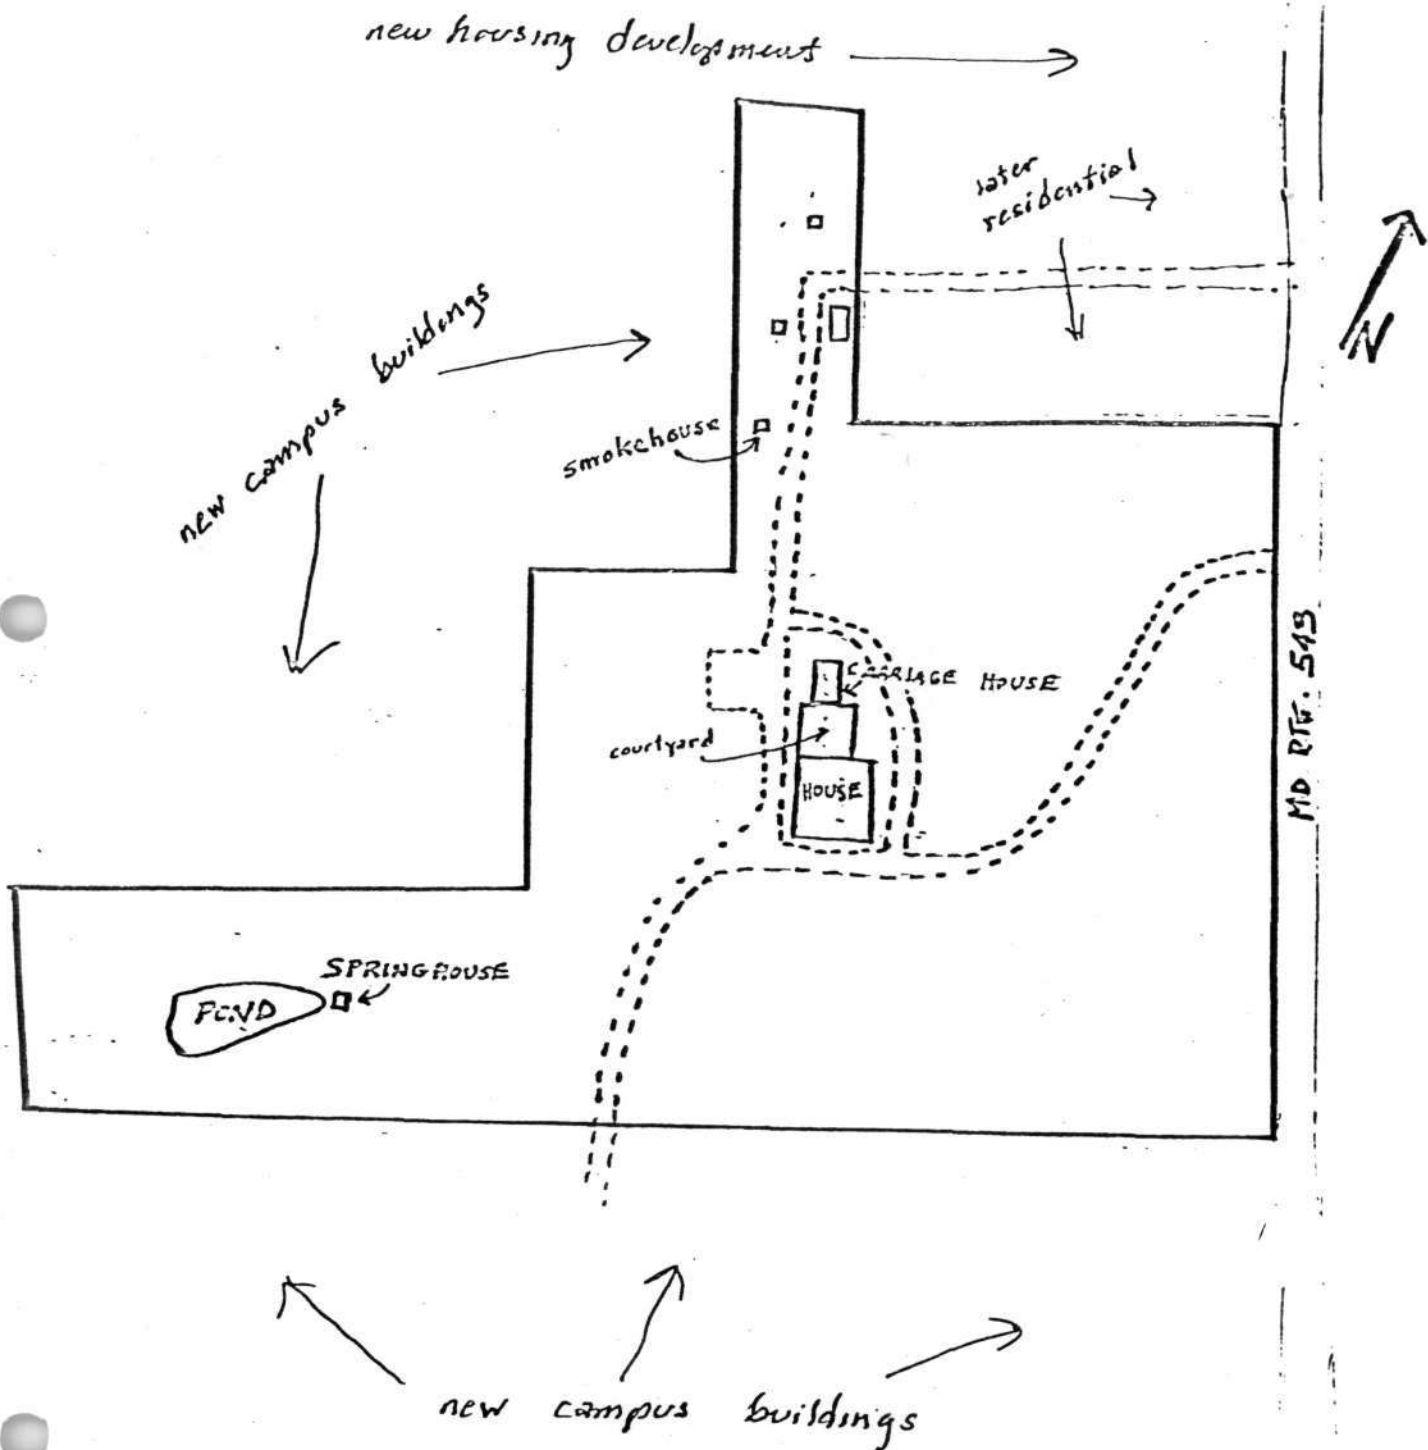 new housing development
later
residential
N
new campus buildings
smokehouse
CARRIAGE HOUSE
courtyard
HOUSE
MD RTE. 543
SPRINGHOUSE
POND
new campus buildings